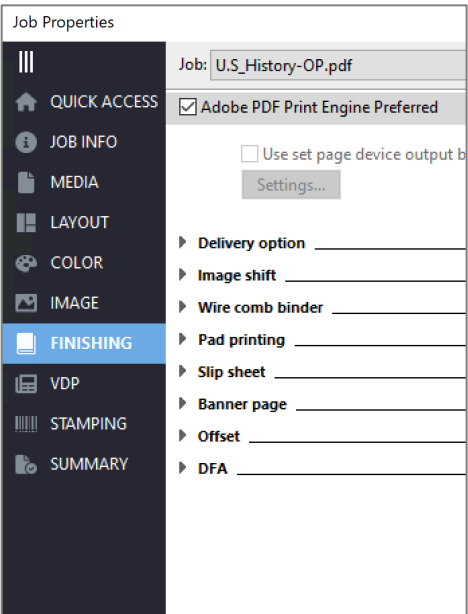 Job Properties
Job: U.S_History-OP.pdf
QUICK ACCESS
Adobe PDF Print Engine Preferred
JOB INFO
Use set page device output b
MEDIA
Settings...
LAYOUT
Delivery option
COLOR
Image shift
IMAGE
Wire comb binder
FINISHING
Pad printing
Slip sheet
VDP
Banner page
STAMPING
Offset
SUMMARY
DFA